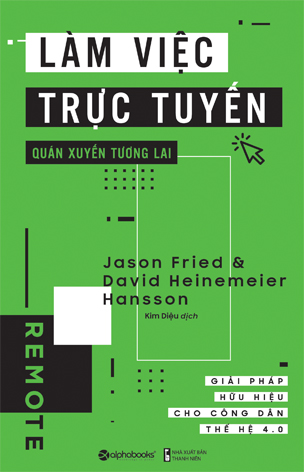 LÀM VIỆC
TRỰC TUYẾN
QUÁN XUYẾN TƯƠNG LAI
Jason Fried &
David Heinemeier
Hansson
Kim Diệu dịch
REMOTE
GIẢI PHÁP
HỮU HIỆU
CHO CÔNG DÂN
THẾ HỆ 4.0
alphabooks
NHÀ XUẤT BẢN
THANH NIÊN